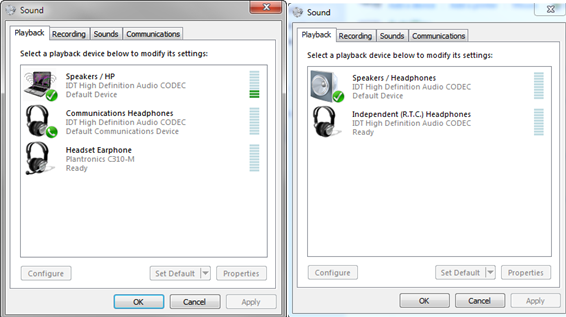 Sound
Playback Recording Sounds Communications
Select a playback device below to modify its settings:
Speakers / HP
IDT High Definition Audio CODEC
Default Device
Communications Headphones
IDT High Definition Audio CODEC
Default Communications Device
Headset Earphone
Plantronics C310-M
Ready
Configure Set Default Properties
OK Cancel Apply
Sound
Playback Recording Sounds Communications
Select a playback device below to modify its settings:
Speakers / Headphones
IDT High Definition Audio CODEC
Default Device
Independent (R.T.C.) Headphones
IDT High Definition Audio CODEC
Ready
Configure Set Default Properties
OK Cancel Apply